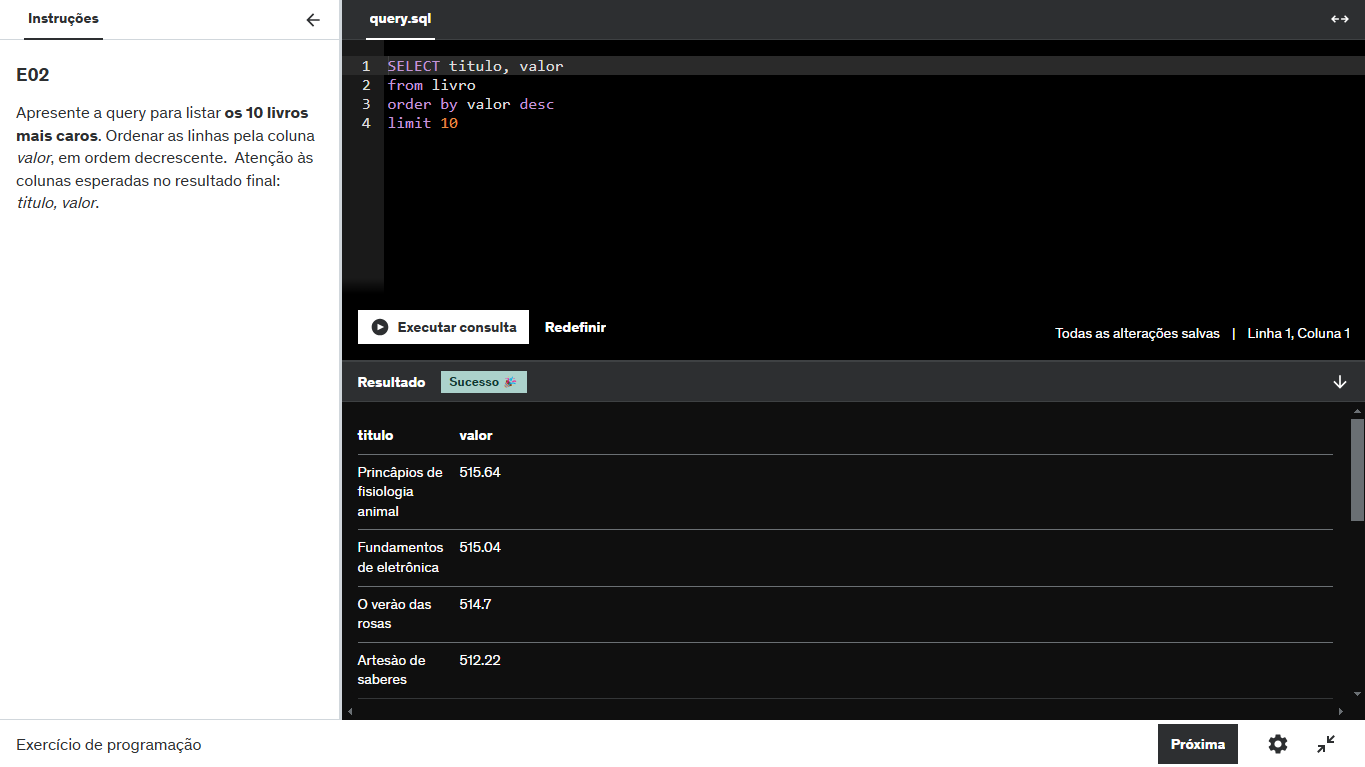 Instruções
E02
Apresente a query para listar os 10 livros
mais caros. Ordenar as linhas pela coluna
valor, em ordem decrescente.  Atenção às
colunas esperadas no resultado final:
titulo, valor.
query.sql
1 SELECT titulo, valor
2 from livro
3 order by valor desc
4 limit 10
Executar consulta
Redefinir
Todas as alterações salvas | Linha 1, Coluna 1
Resultado
Sucesso 🎉
titulo valor
Princâpios de 515.64
fisiologia
animal
Fundamentos 515.04
de eletrônica
O verào das 514.7
rosas
Artesào de 512.22
saberes
Exercício de programação
Próxima